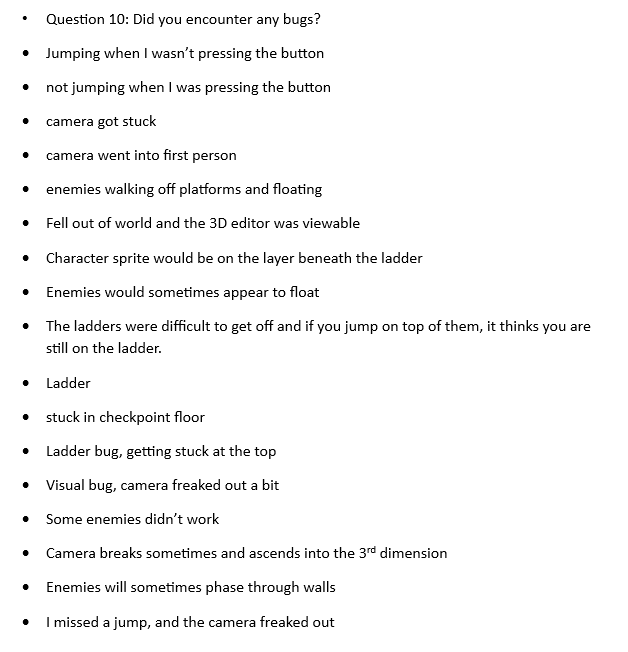 • Question 10: Did you encounter any bugs?
• Jumping when I wasn’t pressing the button
• not jumping when I was pressing the button
• camera got stuck
• camera went into first person
• enemies walking off platforms and floating
• Fell out of world and the 3D editor was viewable
• Character sprite would be on the layer beneath the ladder
• Enemies would sometimes appear to float
• The ladders were difficult to get off and if you jump on top of them, it thinks you are
still on the ladder.
• Ladder
• stuck in checkpoint floor
• Ladder bug, getting stuck at the top
• Visual bug, camera freaked out a bit
• Some enemies didn’t work
• Camera breaks sometimes and ascends into the 3rd dimension
• Enemies will sometimes phase through walls
• I missed a jump, and the camera freaked out